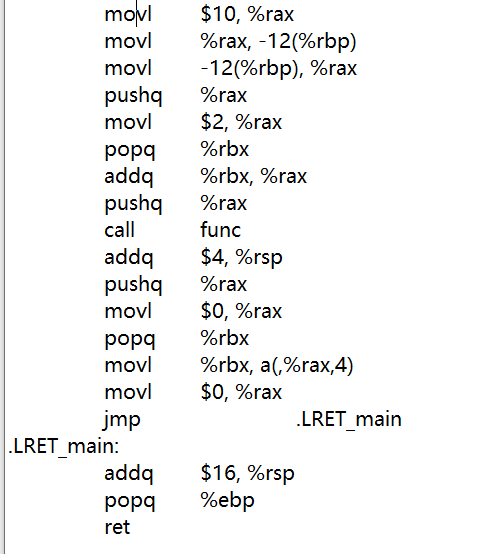 movl $10, %rax
movl %rax, -12(%rbp)
movl -12(%rbp), %rax
pushq %rax
movl $2, %rax
popq %rbx
addq %rbx, %rax
pushq %rax
call func
addq $4, %rsp
pushq %rax
movl $0, %rax
popq %rbx
movl %rbx, a(,%rax,4)
movl $0, %rax
jmp .LRET_main
.LRET_main:
addq $16, %rsp
popq %ebp
ret